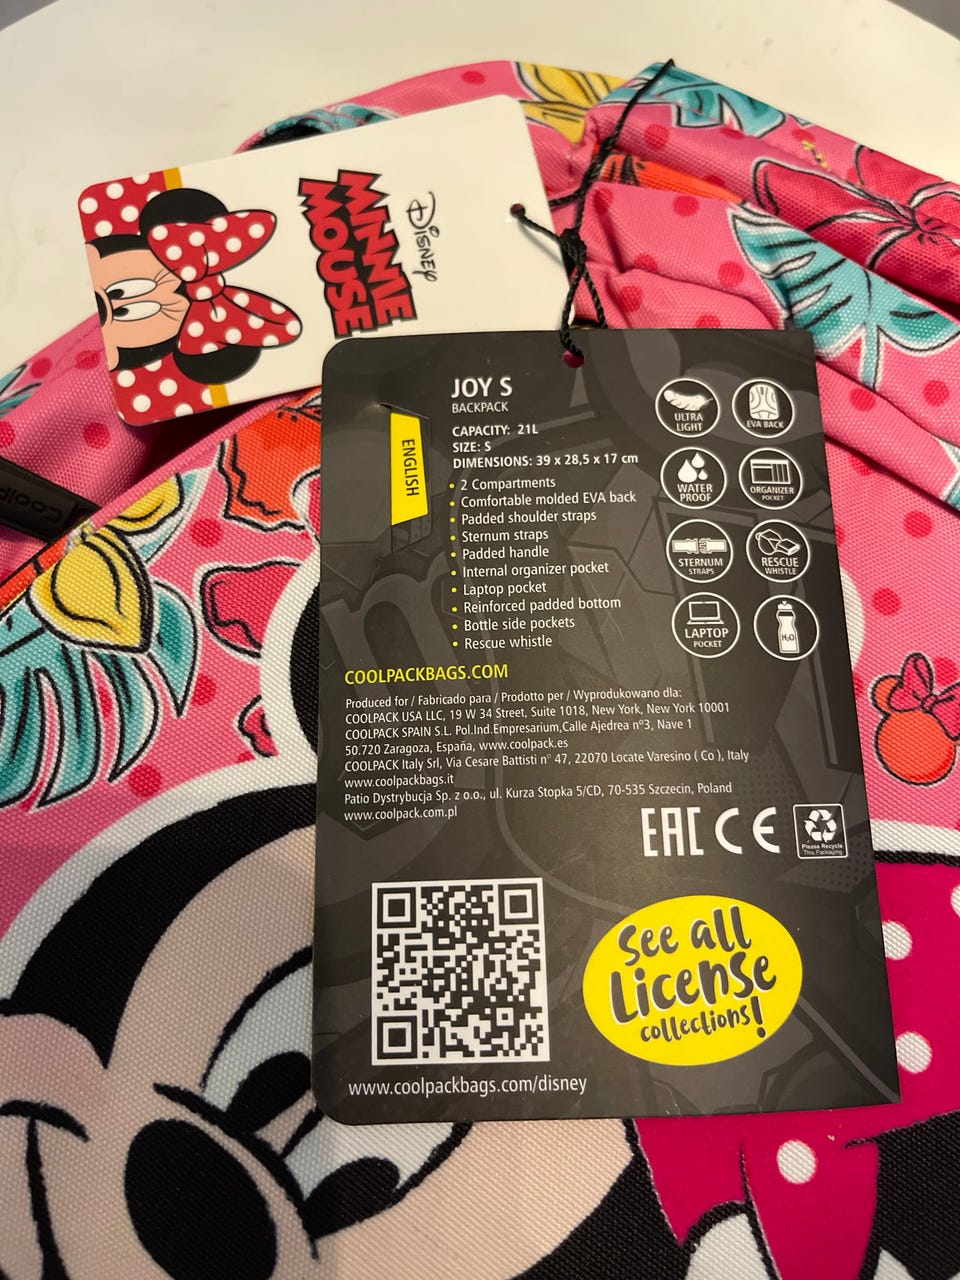 Disney
MINNIE
MOUSE
CoolPack
JOY S
BACKPACK
ENGLISH
CAPACITY: 21L
SIZE: S
DIMENSIONS: 39 x 28,5 x 17 cm
• 2 Compartments
• Comfortable molded EVA back
• Padded shoulder straps
• Sternum straps
• Padded handle
• Internal organizer pocket
• Laptop pocket
• Reinforced padded bottom
• Bottle side pockets
• Rescue whistle
ULTRA
LIGHT
EVA BACK
WATER
PROOF
ORGANIZER
POCKET
STERNUM
STRAPS
RESCUE
WHISTLE
LAPTOP
POCKET
H₂O
COOLPACKBAGS.COM
Produced for / Fabricado para / Prodotto per / Wyprodukowano dla:
COOLPACK USA LLC, 19 W 34 Street, Suite 1018, New York, New York 10001
COOLPACK SPAIN S.L. Pol.Ind.Empresarium,Calle Ajedrea nº3, Nave 1
50.720 Zaragoza, España, www.coolpack.es
COOLPACK Italy Srl, Via Cesare Battisti n° 47, 22070 Locate Varesino ( Co ), Italy
www.coolpackbags.it
Patio Dystrybucja Sp. z o.o., ul. Kurza Stopka 5/CD, 70-535 Szczecin, Poland
www.coolpack.com.pl
EAC CE
Please Recycle
This Packaging
See all
License
collections!
www.coolpackbags.com/disney